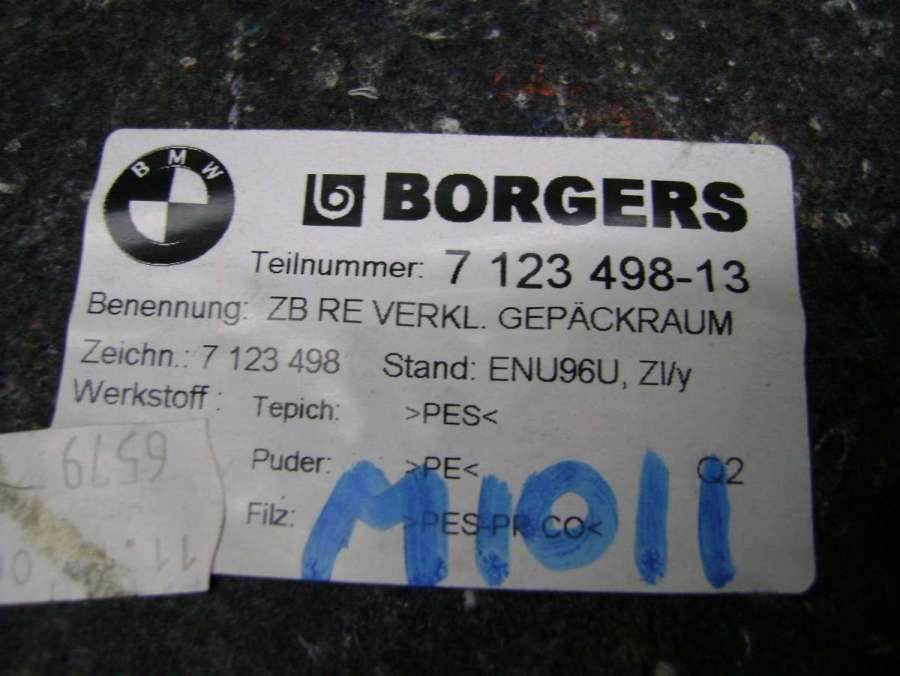 BMW
BORGERS
Teilnummer: 7 123 498-13
Benennung: ZB RE VERKL. GEPÄCKRAUM
Zeichn.: 7 123 498 Stand: ENU96U, ZI/y
Werkstoff : Tepich: >PES<
Puder: >PE< Q2
Filz: >PES-PP,CO<
M1011
6579